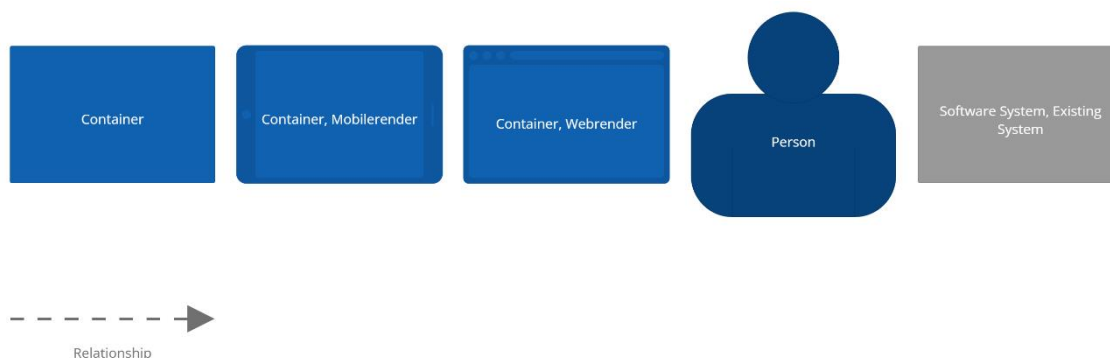 Container
Container, Mobilerender
Container, Webrender
Person
Software System, Existing
System
Relationship